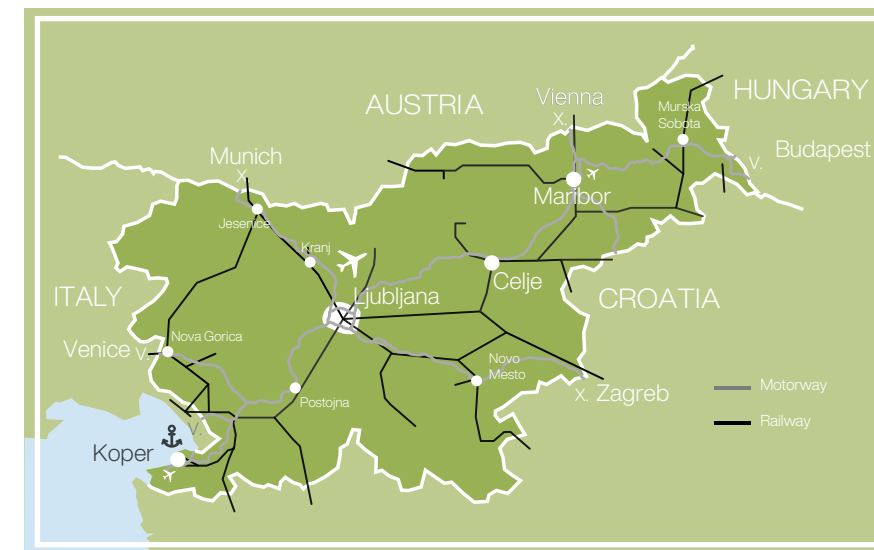 HUNGARY
AUSTRIA
Vienna
X.
Murska
Sobota
Budapest
V.
Munich
X.
Maribor
Jesenice
Kranj
Celje
ITALY
Ljubljana
CROATIA
Nova Gorica
Venice V.
Novo
Mesto
X. Zagreb
Motorway
Postojna
Railway
V.
Koper